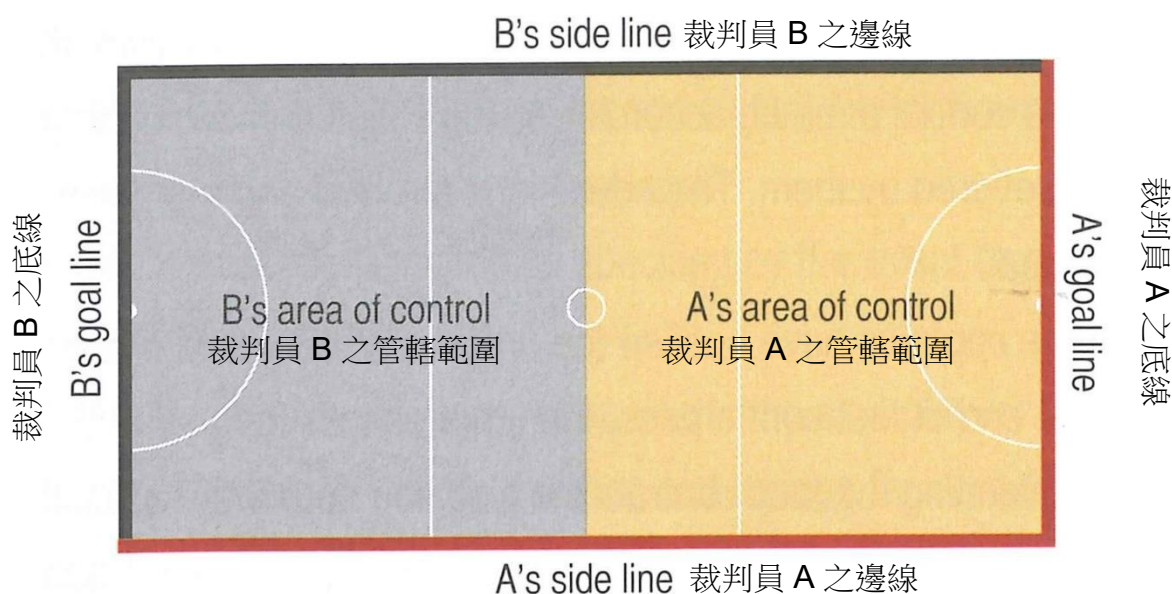 B's side line 裁判員 B 之邊線
裁判員 B 之底線
B's goal line
B's area of control
裁判員 B 之管轄範圍
A's area of control
裁判員 A 之管轄範圍
A's goal line
裁判員 A 之底線
A's side line 裁判員 A 之邊線